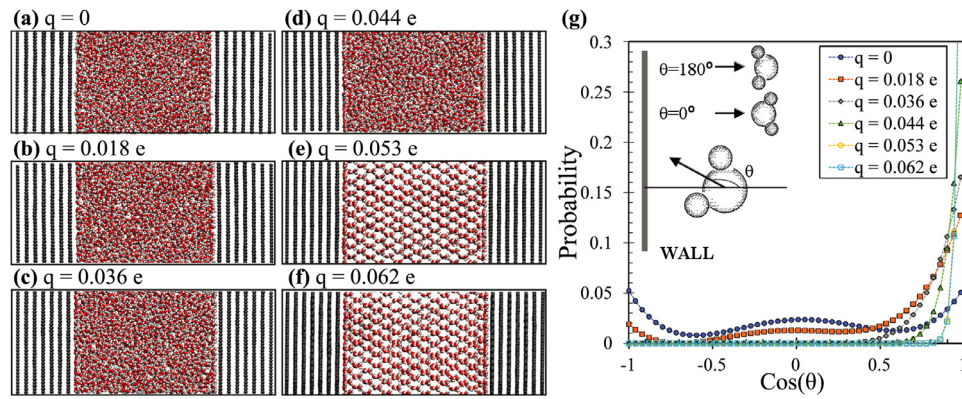 (a) q = 0
(b) q = 0.018
(c) q = 0.036 e
(d) q = 0.044 e
(e) q = 0.053 e
(f) q = 0.062 e
(g)
Probability
0.3
0.25
0.2
0.15
0.1
0.05
0
-1
-0.5
0
0.5
1
Cos(θ)
θ=180°
θ=0°
θ
WALL
q = 0
q = 0.018 e
q = 0.036 e
q = 0.044 e
q = 0.053 e
q = 0.062 e